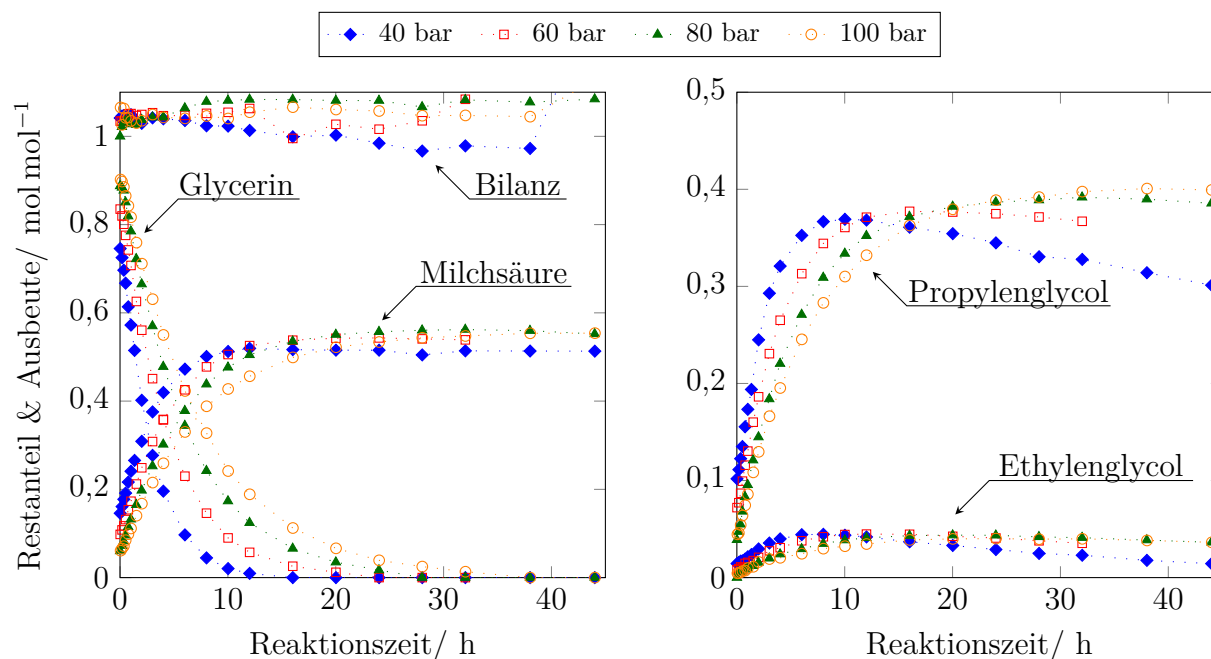 40 bar 60 bar 80 bar 100 bar
Restanteil & Ausbeute/ mol mol⁻¹
1
0,8
0,6
0,4
0,2
0
Glycerin
Bilanz
Milchsäure
0 10 20 30 40
Reaktionszeit/ h
0,5
0,4
0,3
0,2
0,1
0
Propylenglycol
Ethylenglycol
0 10 20 30 40
Reaktionszeit/ h